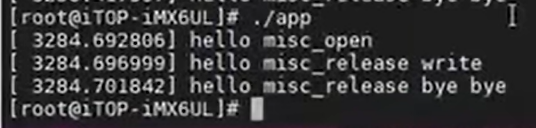 [root@iTOP-iMX6UL]# ./app
[ 3284.692806] hello misc_open
[ 3284.696999] hello misc_release write
[ 3284.701842] hello misc_release bye bye
[root@iTOP-iMX6UL]#